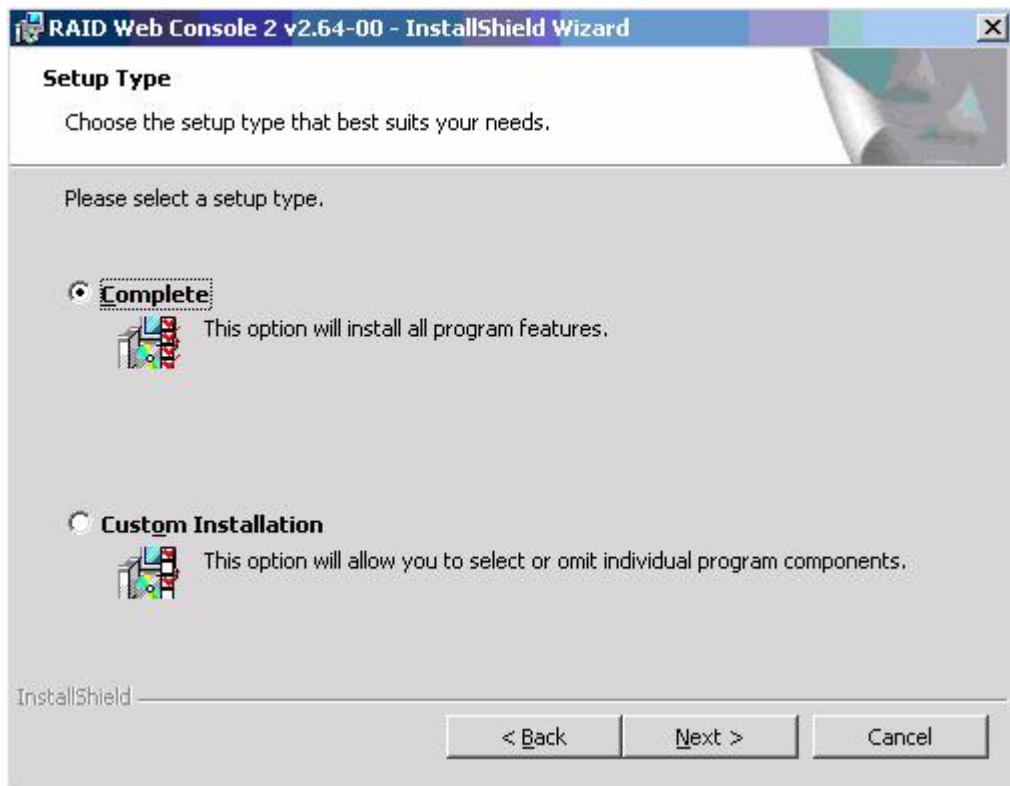 RAID Web Console 2 v2.64-00 - InstallShield Wizard
Setup Type
Choose the setup type that best suits your needs.
Please select a setup type.
Complete
This option will install all program features.
Custom Installation
This option will allow you to select or omit individual program components.
InstallShield
< Back
Next >
Cancel